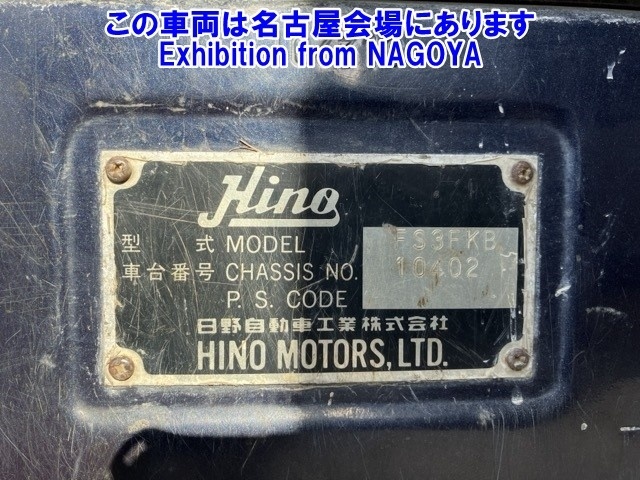 この車両は名古屋会場にあります
Exhibition from NAGOYA
Hino
型 式 MODEL FS3FKB
車台番号 CHASSIS NO. 10402
P. S. CODE
日野自動車工業株式会社
HINO MOTORS, LTD.